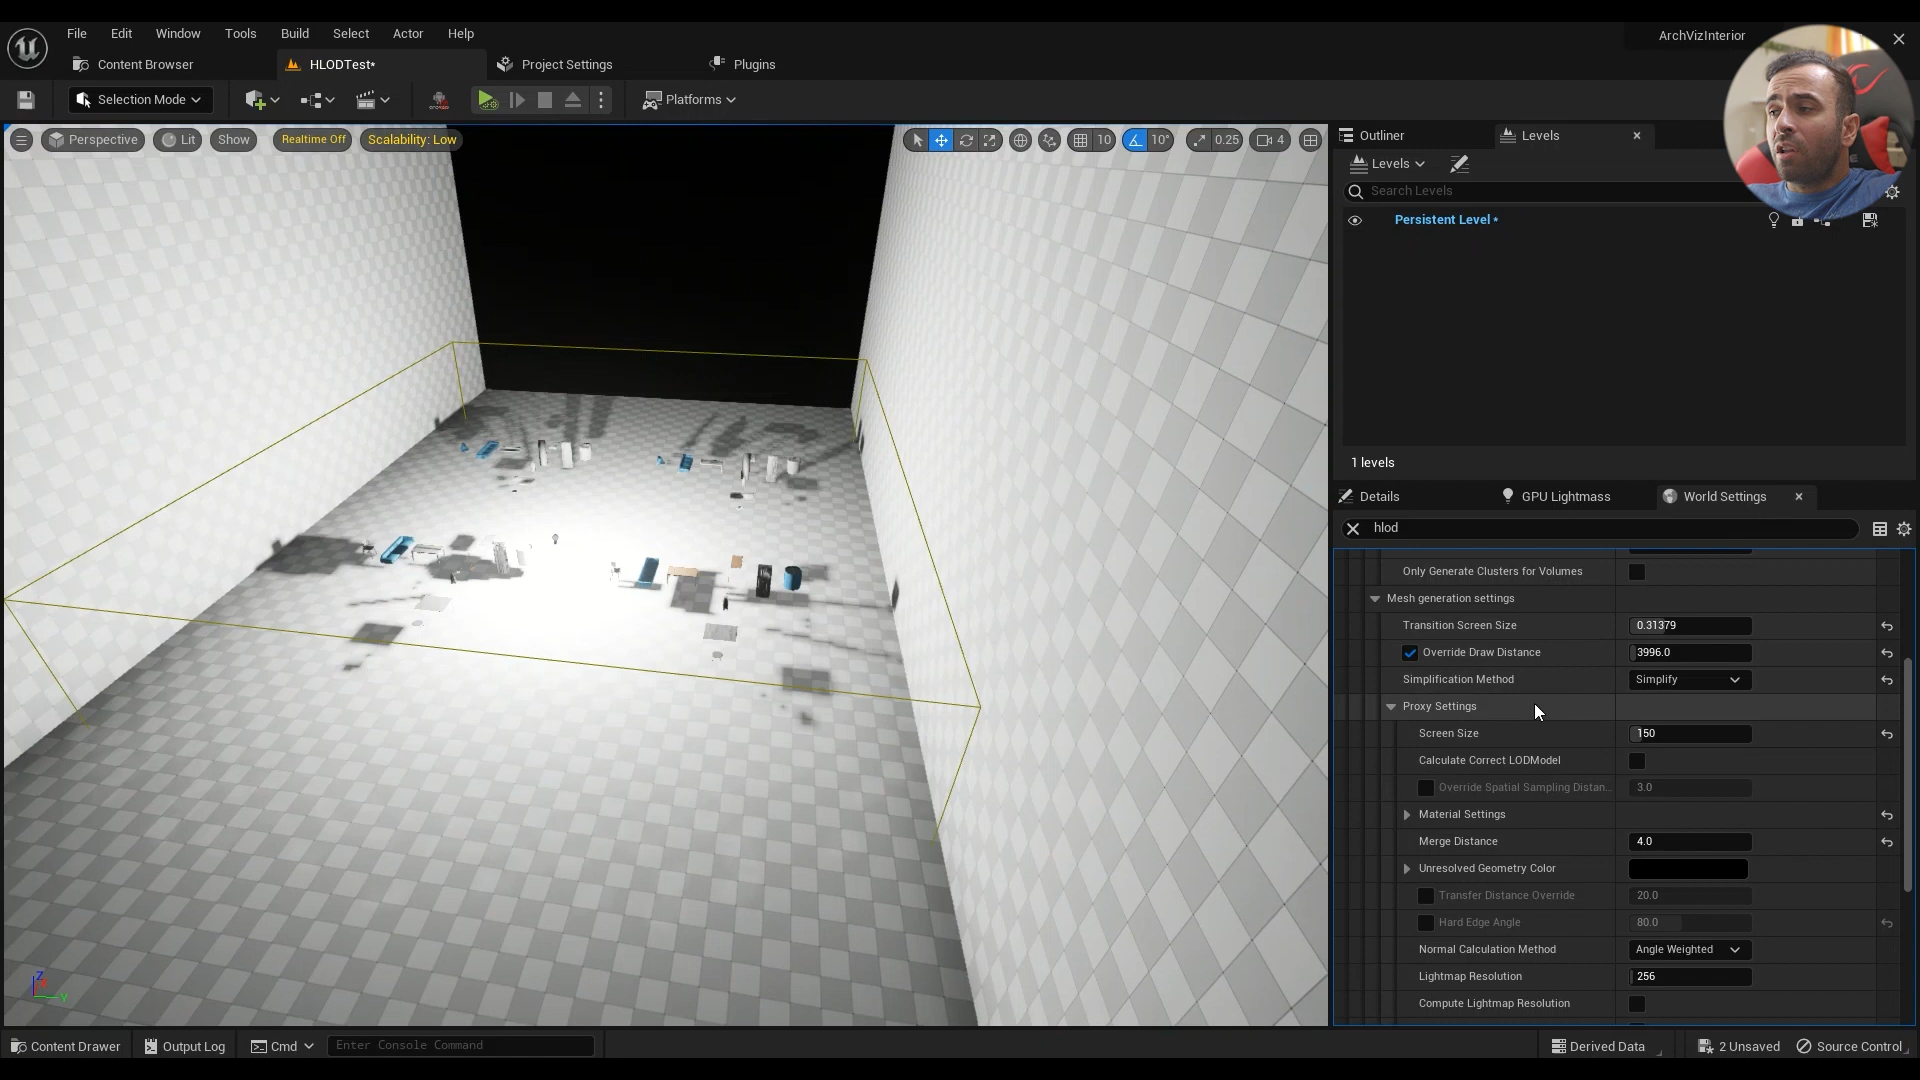 File Edit Window Tools Build Select Actor Help
ArchVizInterior
Content Browser HLODTest* Project Settings Plugins
Selection Mode Platforms
Perspective Lit Show Realtime Off Scalability: Low 10 10° 0.25 4
Outliner Levels
Levels
Search Levels
Persistent Level *
1 levels
Details GPU Lightmass World Settings
hlod
Only Generate Clusters for Volumes
Mesh generation settings
Transition Screen Size 0.31379
Override Draw Distance 3996.0
Simplification Method Simplify
Proxy Settings
Screen Size 150
Calculate Correct LODModel
Override Spatial Sampling Distan... 3.0
Material Settings
Merge Distance 4.0
Unresolved Geometry Color
Transfer Distance Override 20.0
Hard Edge Angle 80.0
Normal Calculation Method Angle Weighted
Lightmap Resolution 256
Compute Lightmap Resolution
Z
Y
Content Drawer Output Log Cmd Enter Console Command Derived Data 2 Unsaved Source Control